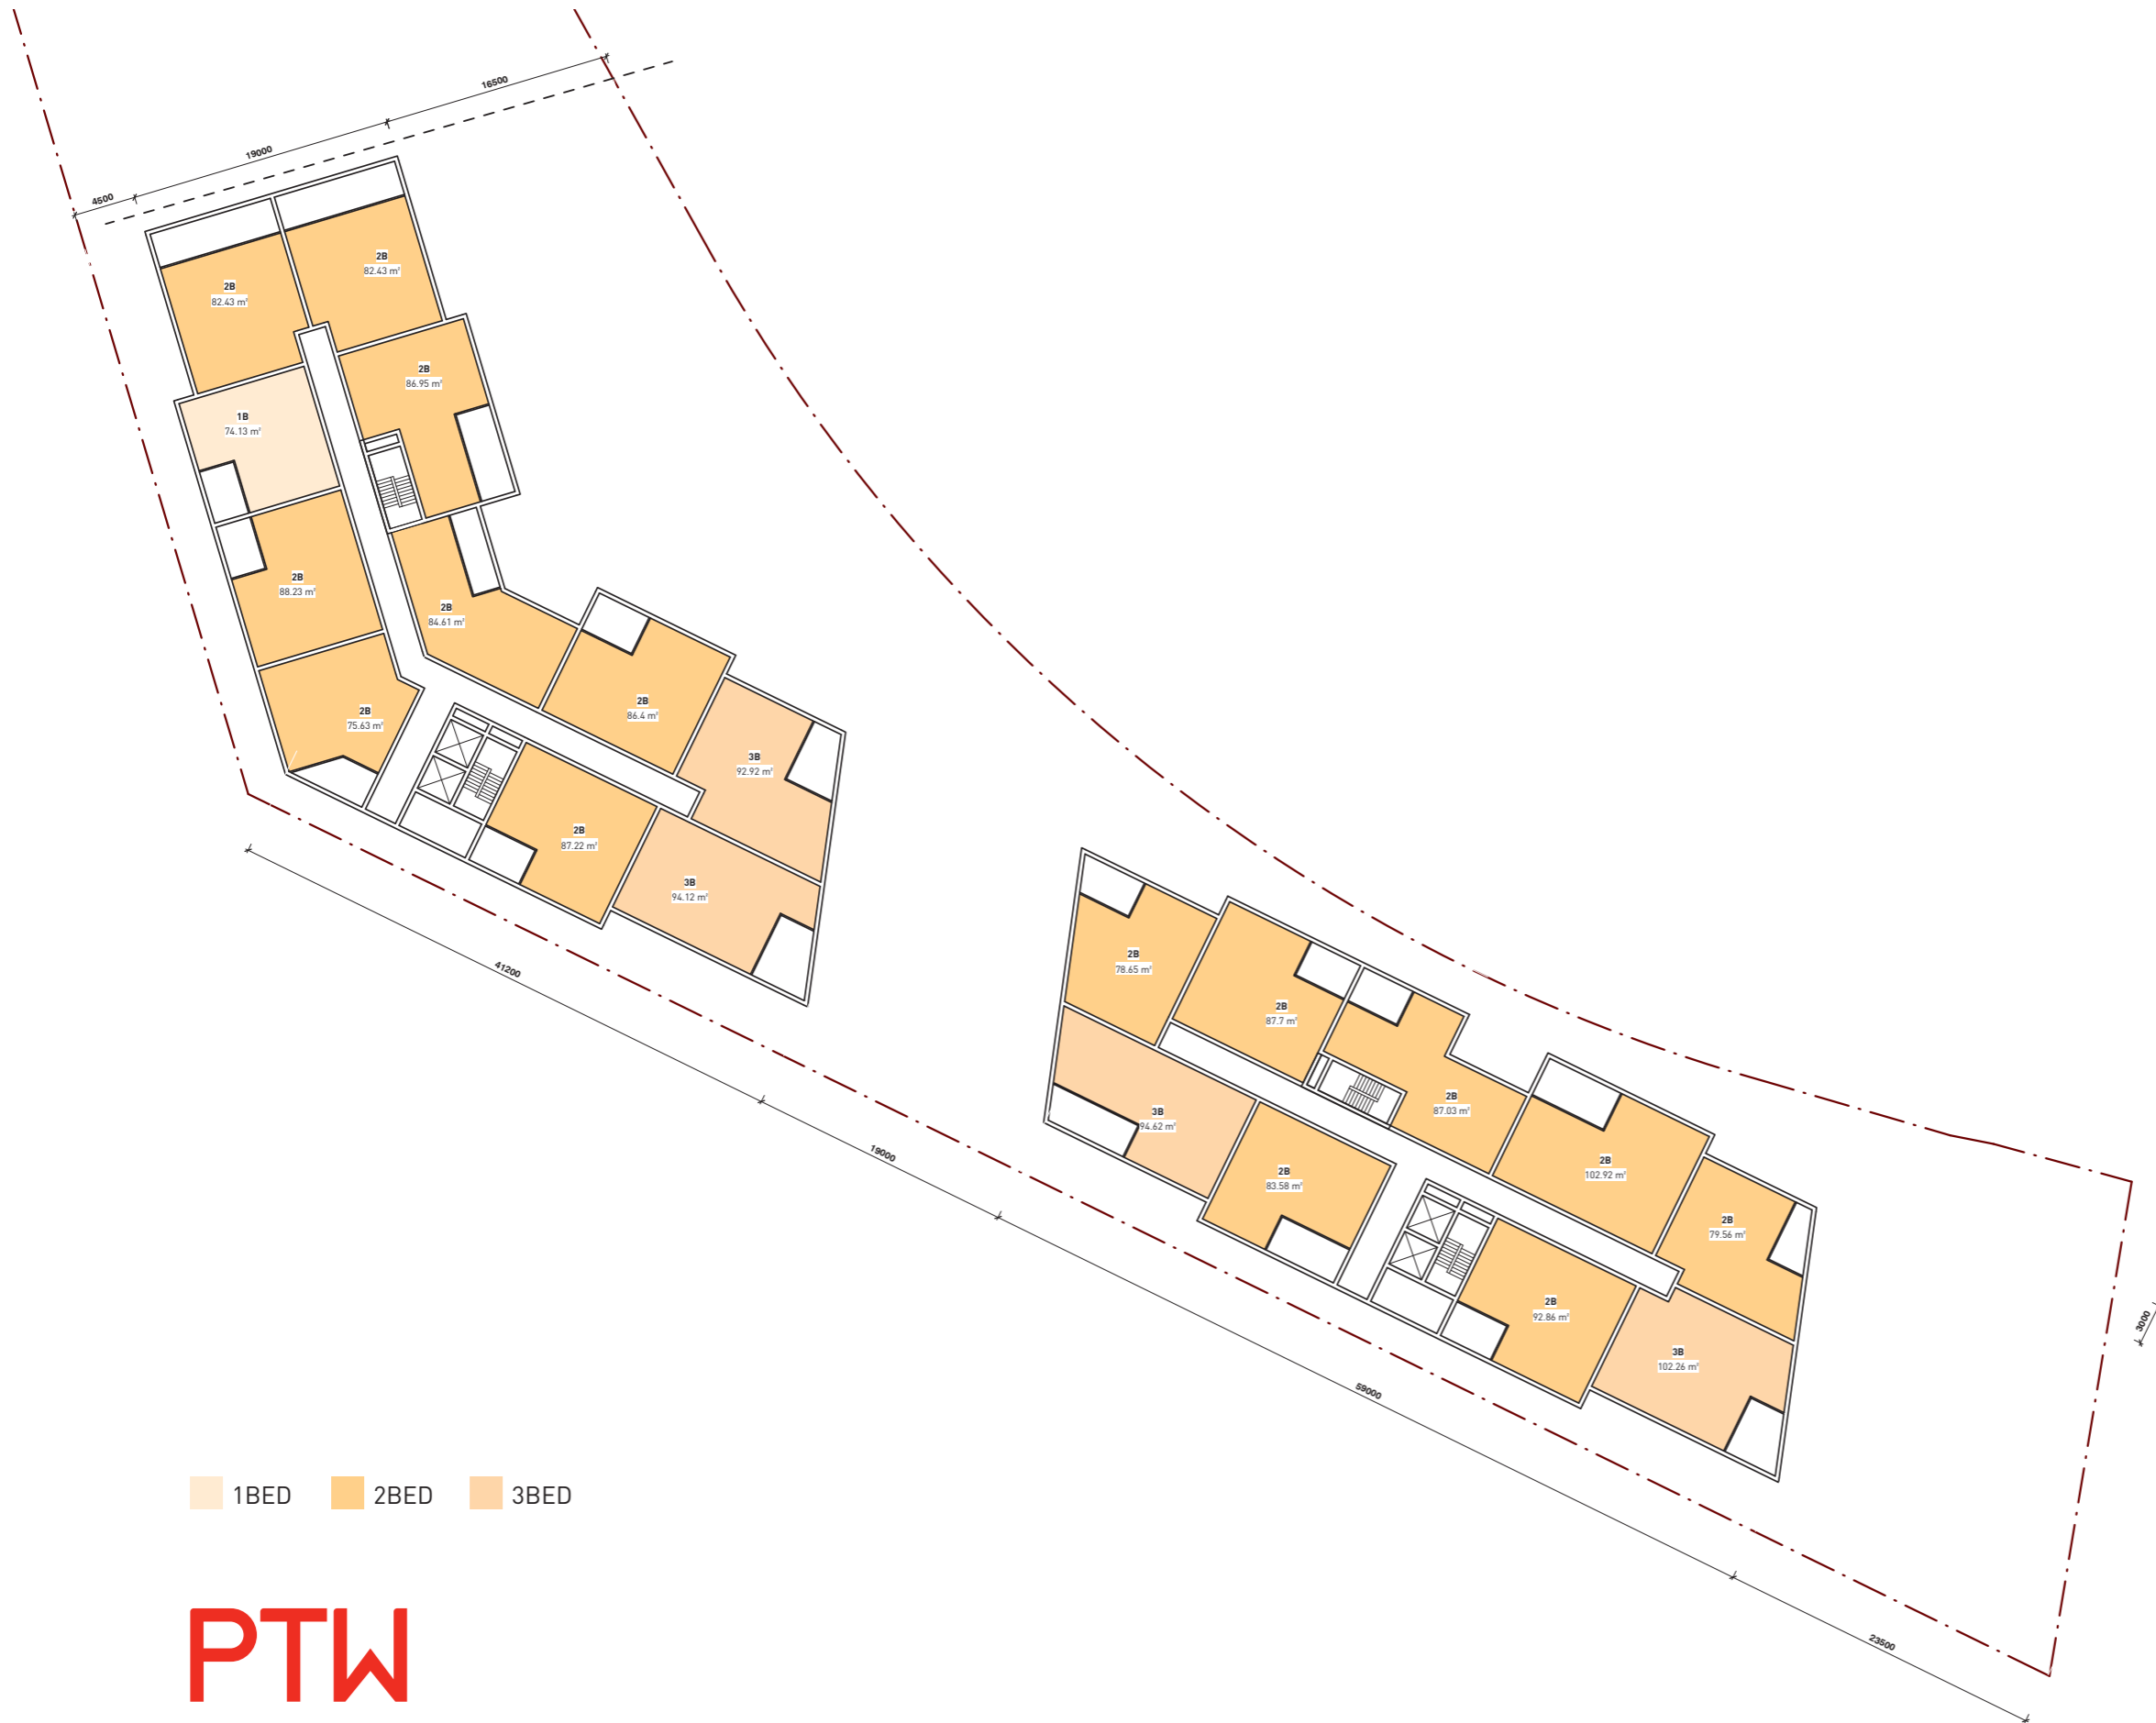 16500
19000
4500
2B
82.43 m²
2B
82.43 m²
2B
86.95 m²
1B
74.13 m²
2B
88.23 m²
2B
84.61 m²
2B
86.4 m²
2B
75.63 m²
3B
92.92 m²
2B
87.22 m²
3B
94.12 m²
41200
2B
78.65 m²
2B
87.7 m²
2B
87.03 m²
3B
94.62 m²
2B
83.58 m²
2B
102.92 m²
19000
2B
79.56 m²
2B
92.86 m²
3B
102.26 m²
3000
59000
23500
1BED
2BED
3BED
PTW